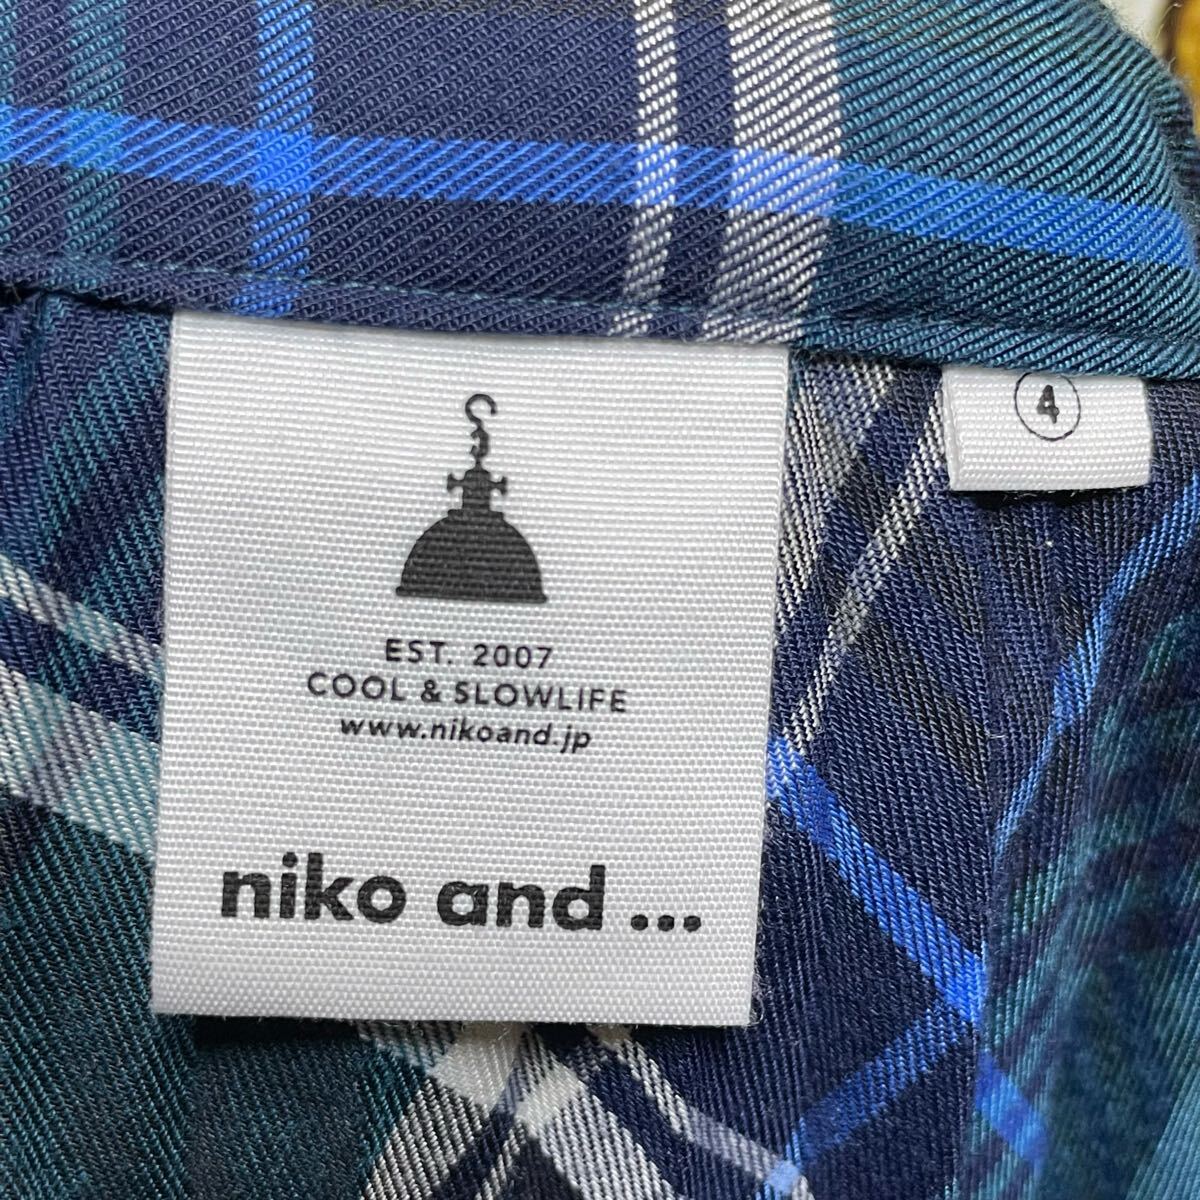 EST. 2007
COOL & SLOWLIFE
www.nikoand.jp
niko and ...
4